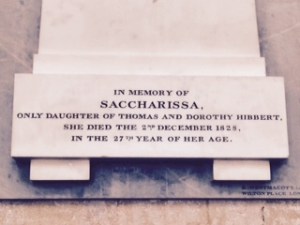 IN MEMORY OF
SACCHARISSA,
ONLY DAUGHTER OF THOMAS AND DOROTHY HIBBERT,
SHE DIED THE 2ND DECEMBER 1828,
IN THE 27TH YEAR OF HER AGE.